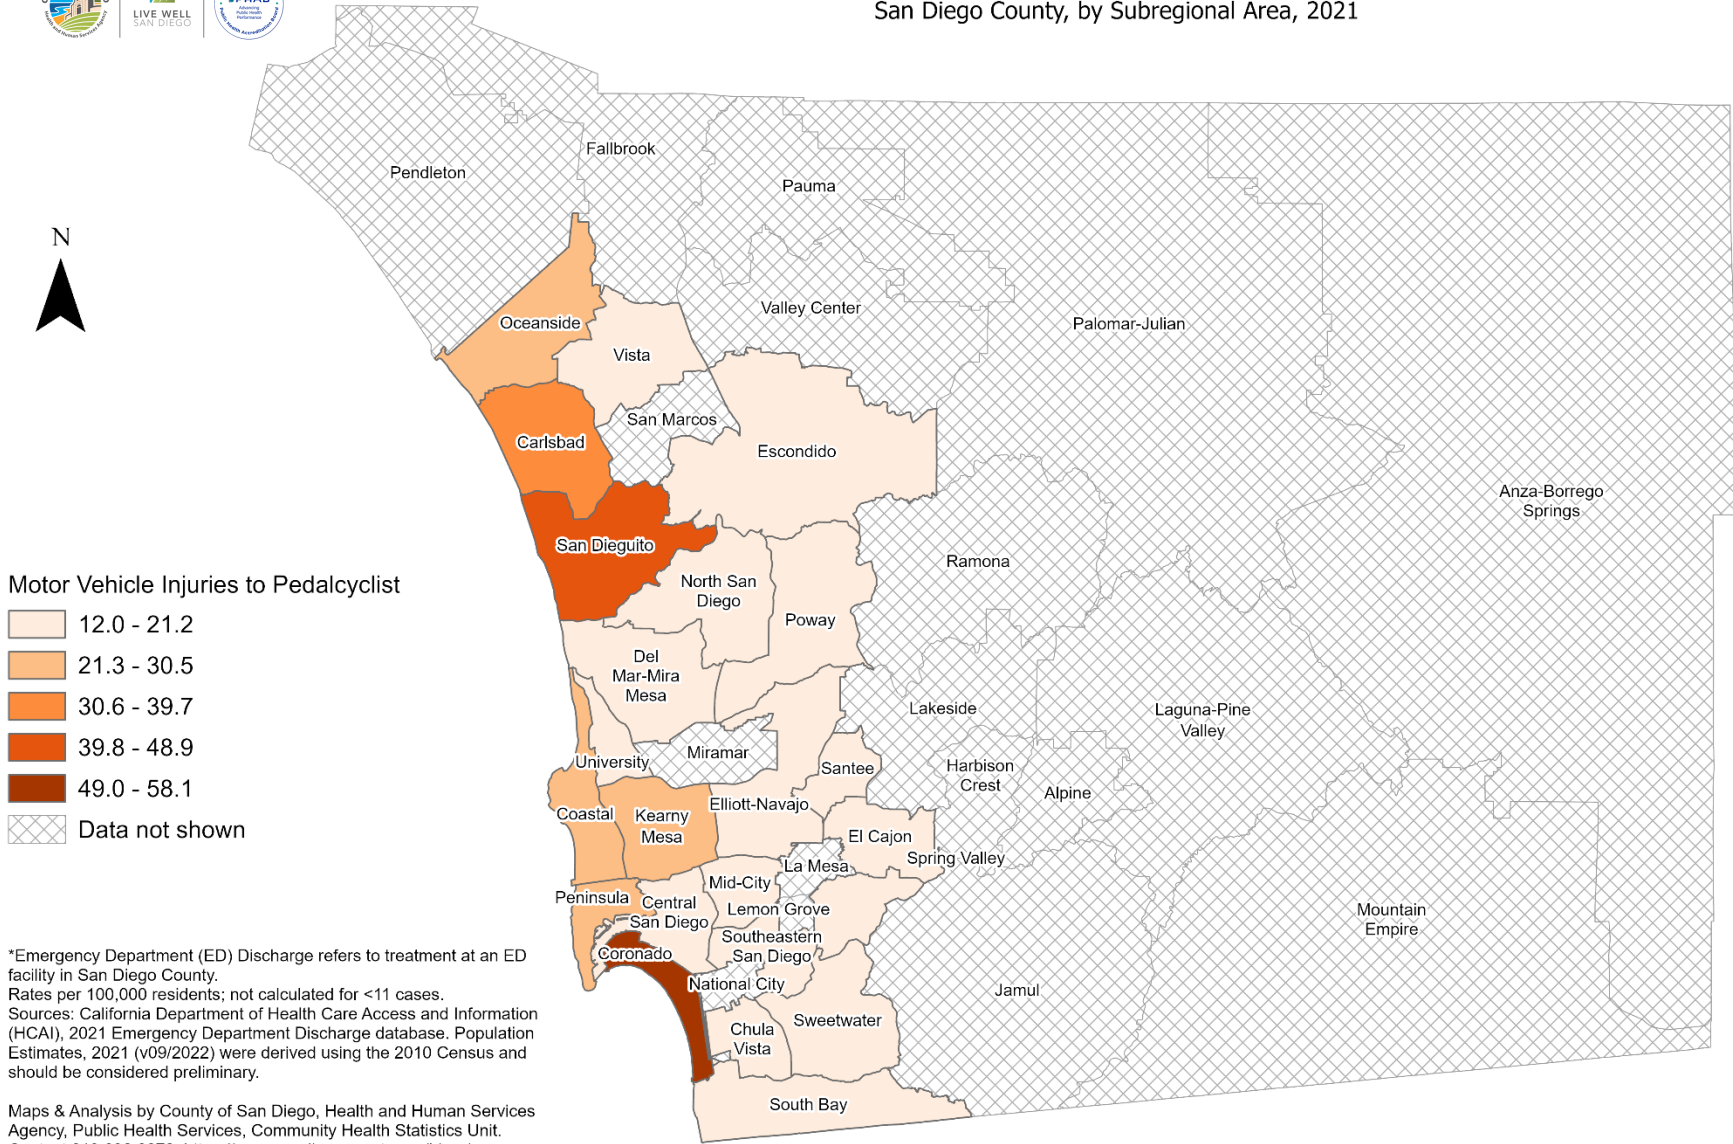 LIVE WELL
SAN DIEGO
San Diego County, by Subregional Area, 2021
Fallbrook
Pendleton
Pauma
N
Valley Center
Oceanside
Palomar-Julian
Vista
San Marcos
Carlsbad
Escondido
Anza-Borrego
Springs
San Dieguito
Ramona
North San
Diego
Poway
Motor Vehicle Injuries to Pedalcyclist
12.0 - 21.2
21.3 - 30.5
30.6 - 39.7
39.8 - 48.9
49.0 - 58.1
Data not shown
Del
Mar-Mira
Mesa
Lakeside
Laguna-Pine
Valley
Miramar
University
Santee
Harbison
Crest
Alpine
Elliott-Navajo
Coastal
Kearny
Mesa
El Cajon
Spring Valley
La Mesa
Mid-City
Peninsula
Central
San Diego
Lemon Grove
Mountain
Empire
Southeastern
San Diego
Coronado
National City
Jamul
Sweetwater
Chula
Vista
South Bay
*Emergency Department (ED) Discharge refers to treatment at an ED
facility in San Diego County.
Rates per 100,000 residents; not calculated for <11 cases.
Sources: California Department of Health Care Access and Information
(HCAI), 2021 Emergency Department Discharge database. Population
Estimates, 2021 (v09/2022) were derived using the 2010 Census and
should be considered preliminary.
Maps & Analysis by County of San Diego, Health and Human Services
Agency, Public Health Services, Community Health Statistics Unit.